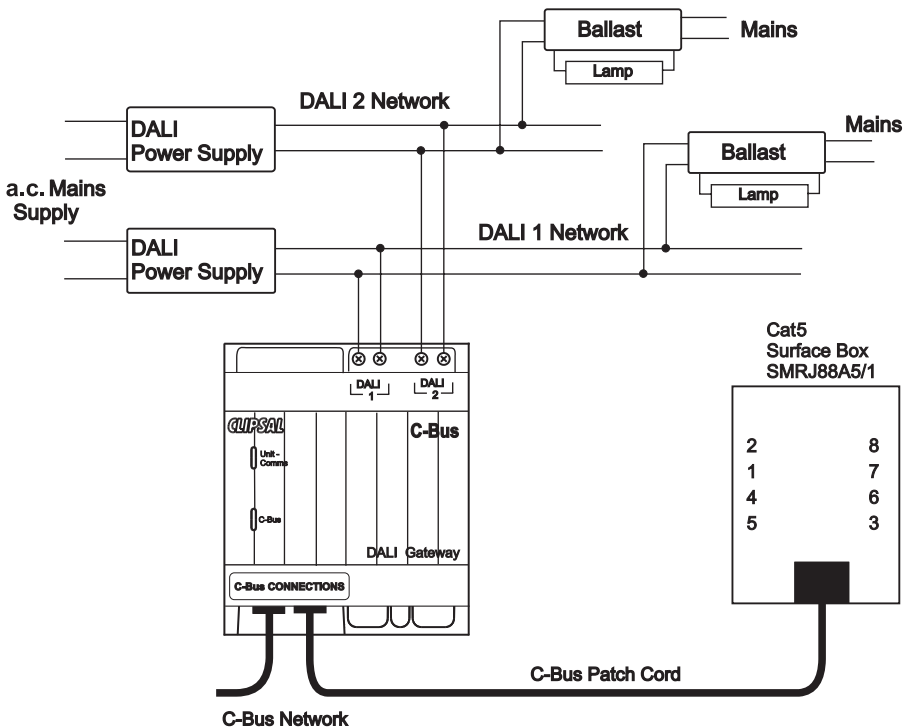 Ballast
Mains
Lamp
DALI 2 Network
DALI
Power Supply
Mains
Ballast
Lamp
a.c. Mains
Supply
DALI 1 Network
DALI
Power Supply
Cat5
Surface Box
SMRJ88A5/1
DALI
1
DALI
2
CLIPSAL
C-Bus
Unit -
Comms
C-Bus
DALI Gateway
C-Bus CONNECTIONS
2 8
1 7
4 6
5 3
C-Bus Patch Cord
C-Bus Network